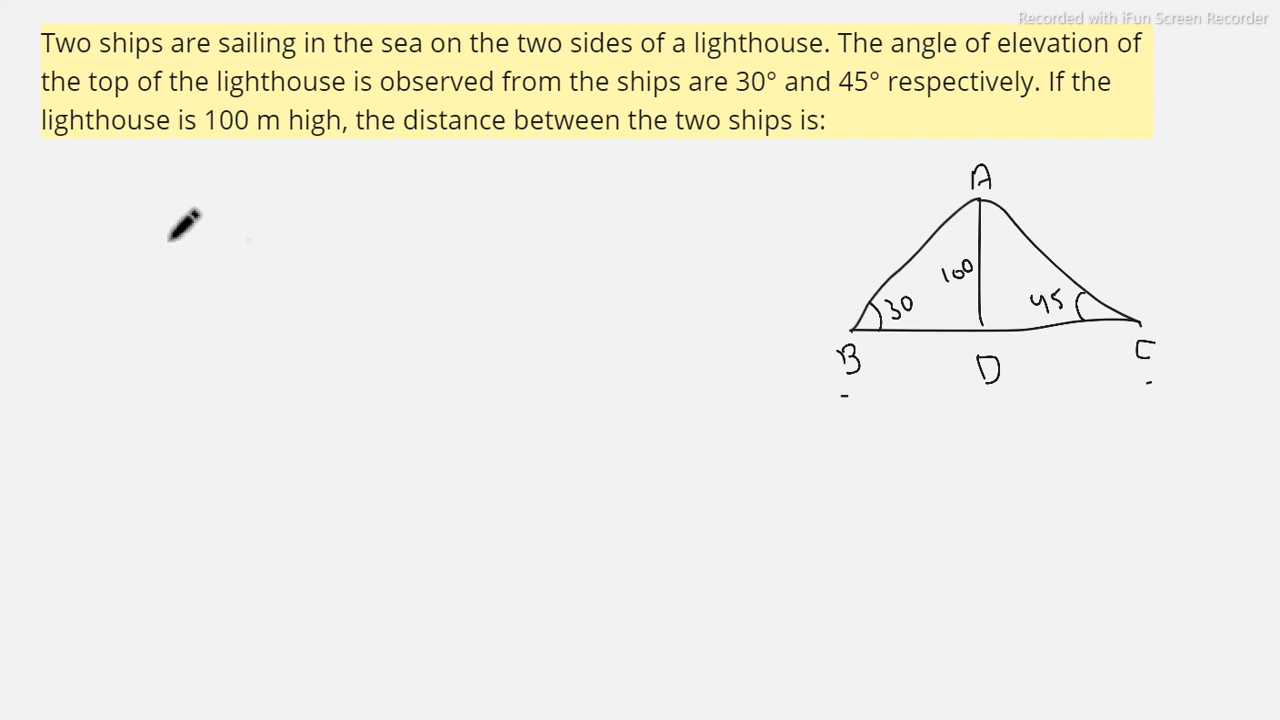 Recorded with iFun Screen Recorder
Two ships are sailing in the sea on the two sides of a lighthouse. The angle of elevation of
the top of the lighthouse is observed from the ships are 30° and 45° respectively. If the
lighthouse is 100 m high, the distance between the two ships is:
A
100
30
45
B
D
C